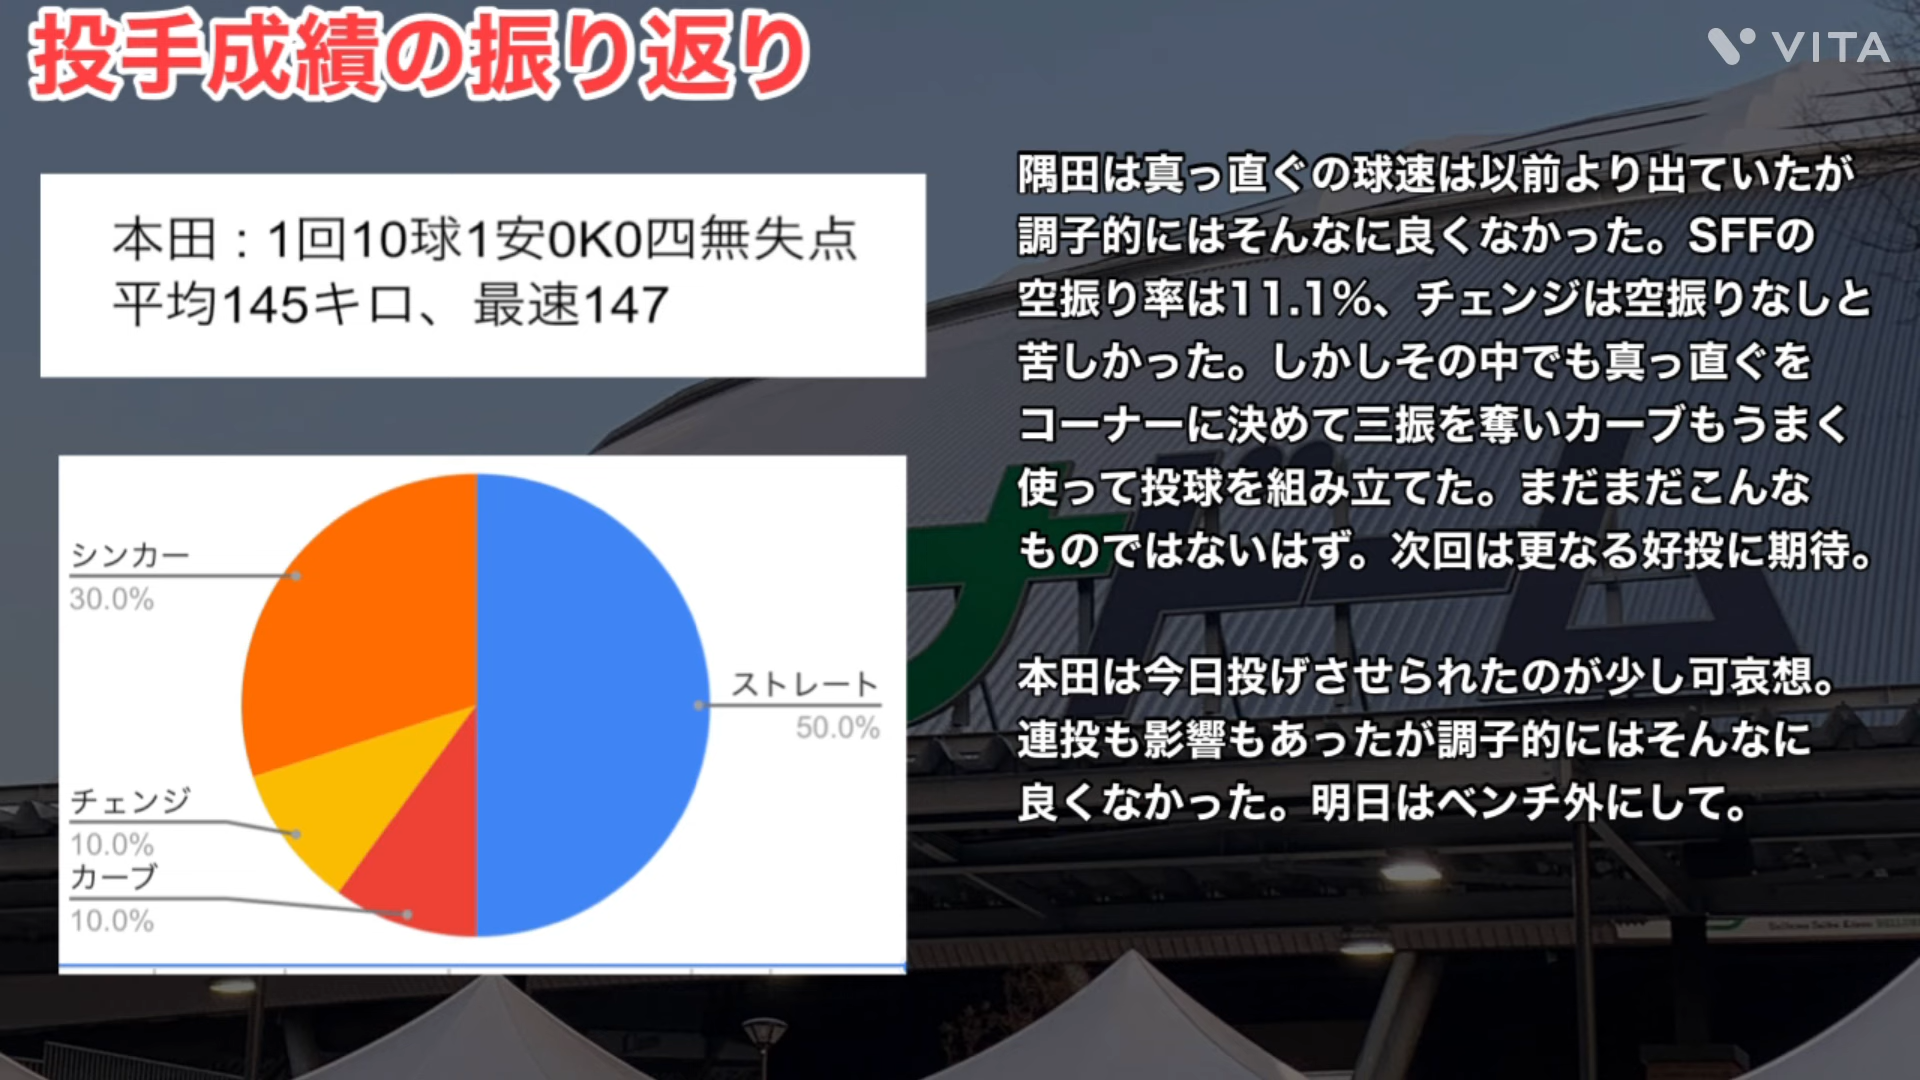 投手成績の振り返り
VITA
本田：1回10球1安0K0四無失点
平均145キロ、最速147
シンカー
30.0%
ストレート
50.0%
チェンジ
10.0%
カーブ
10.0%
隅田は真っ直ぐの球速は以前より出ていたが
調子的にはそんなに良くなかった。SFFの
空振り率は11.1%、チェンジは空振りなしと
苦しかった。しかしその中でも真っ直ぐを
コーナーに決めて三振を奪いカーブもうまく
使って投球を組み立てた。まだまだこんな
ものではないはず。次回は更なる好投に期待。
本田は今日投げさせられたのが少し可哀想。
連投も影響もあったが調子的にはそんなに
良くなかった。明日はベンチ外にして。
ナドーム